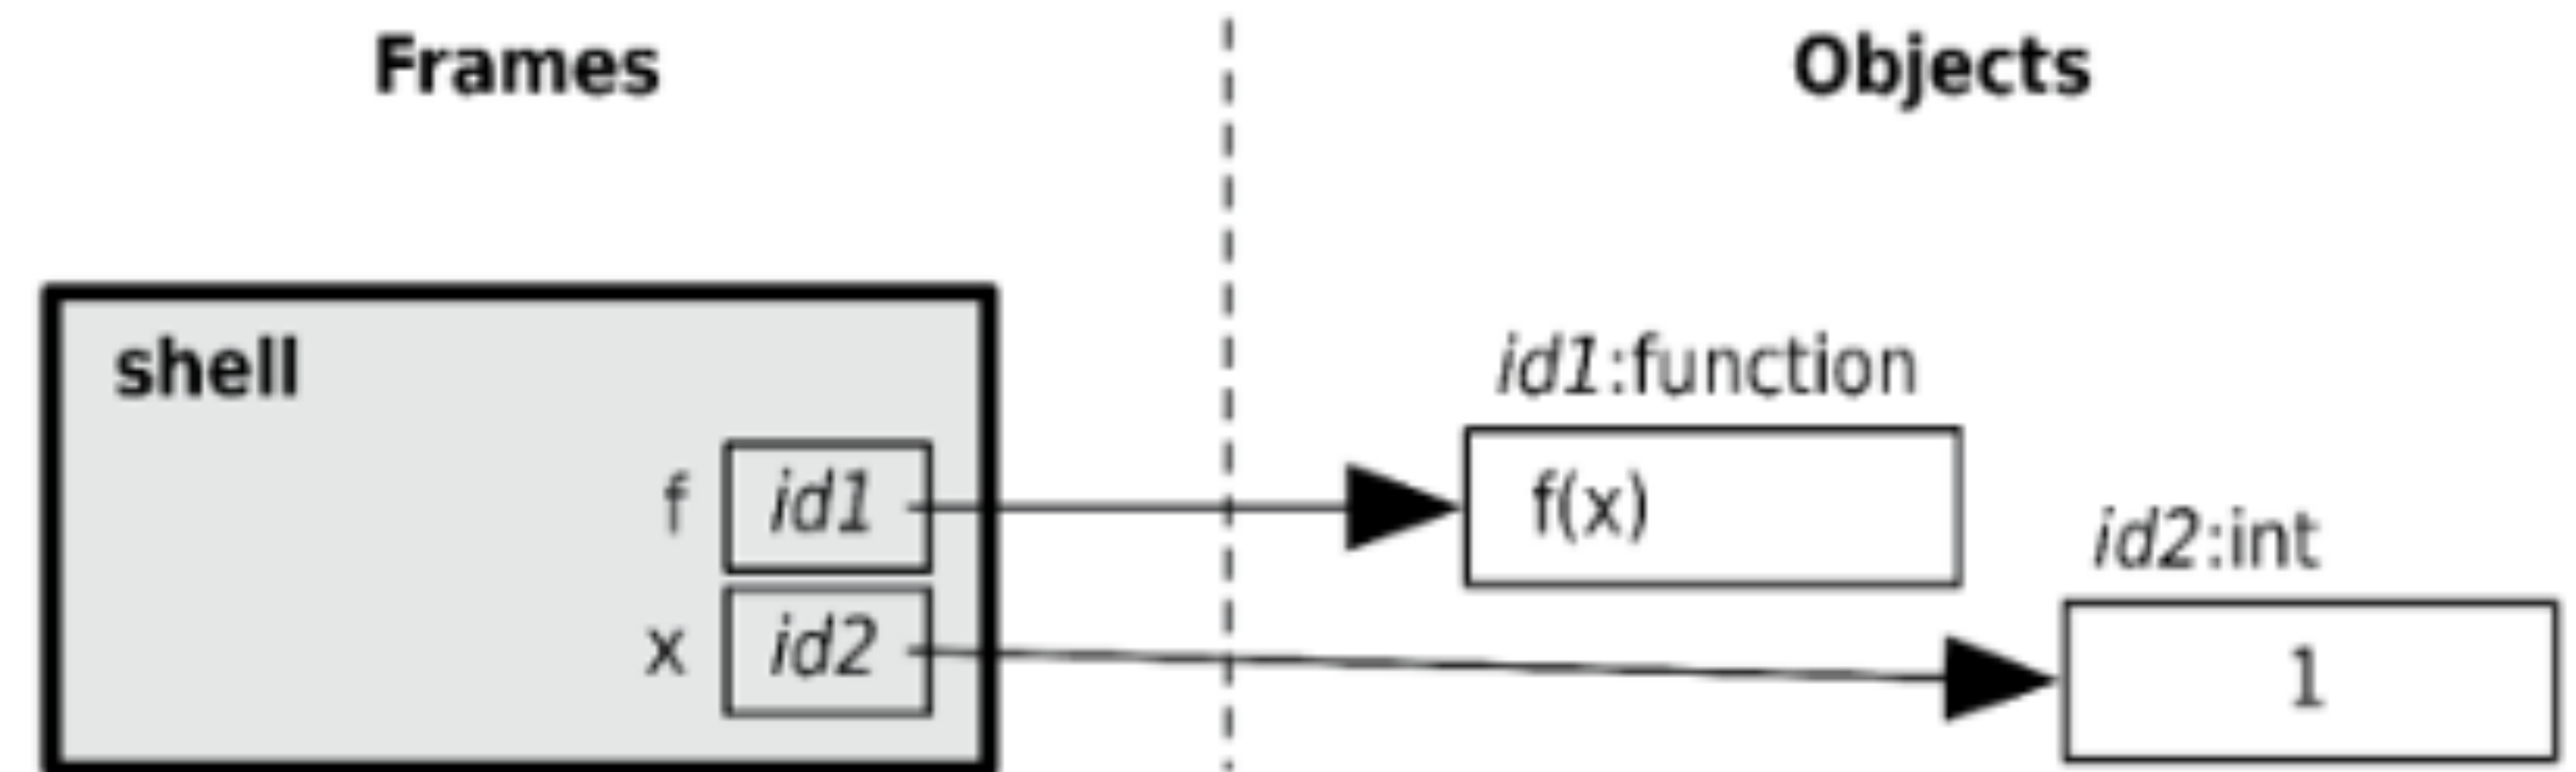 Frames
Objects
shell
id1:function
f id1
f(x)
id2:int
x id2
1